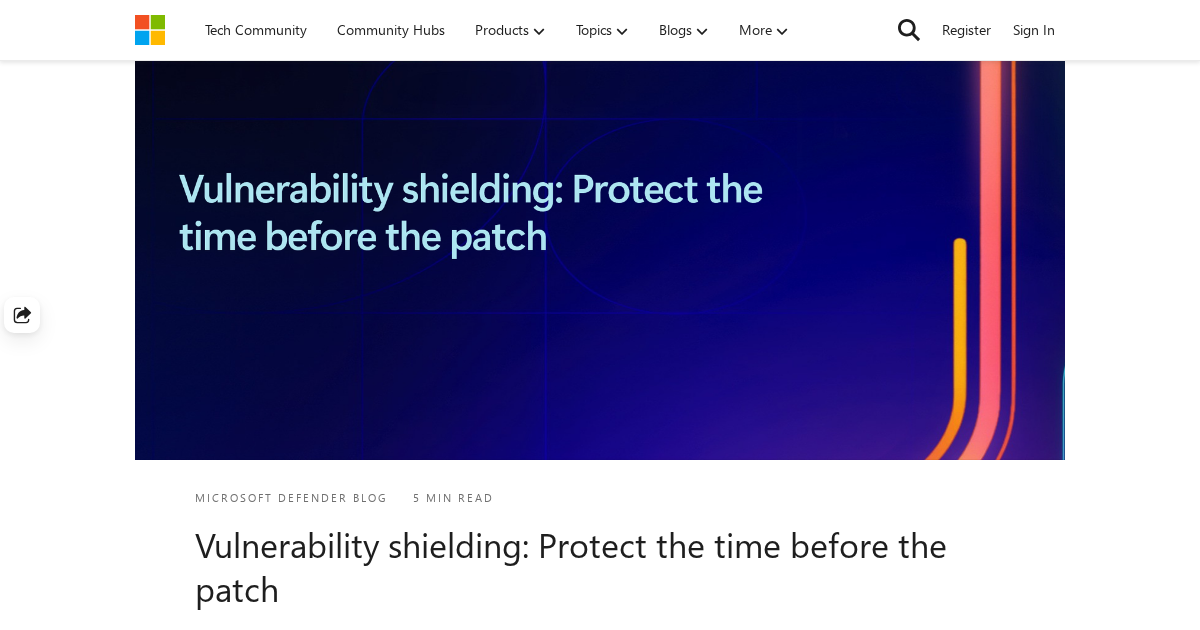 Tech Community
Community Hubs
Products
Topics
Blogs
More
Register
Sign In
Vulnerability shielding: Protect the
time before the patch
MICROSOFT DEFENDER BLOG
5 MIN READ
Vulnerability shielding: Protect the time before the
patch